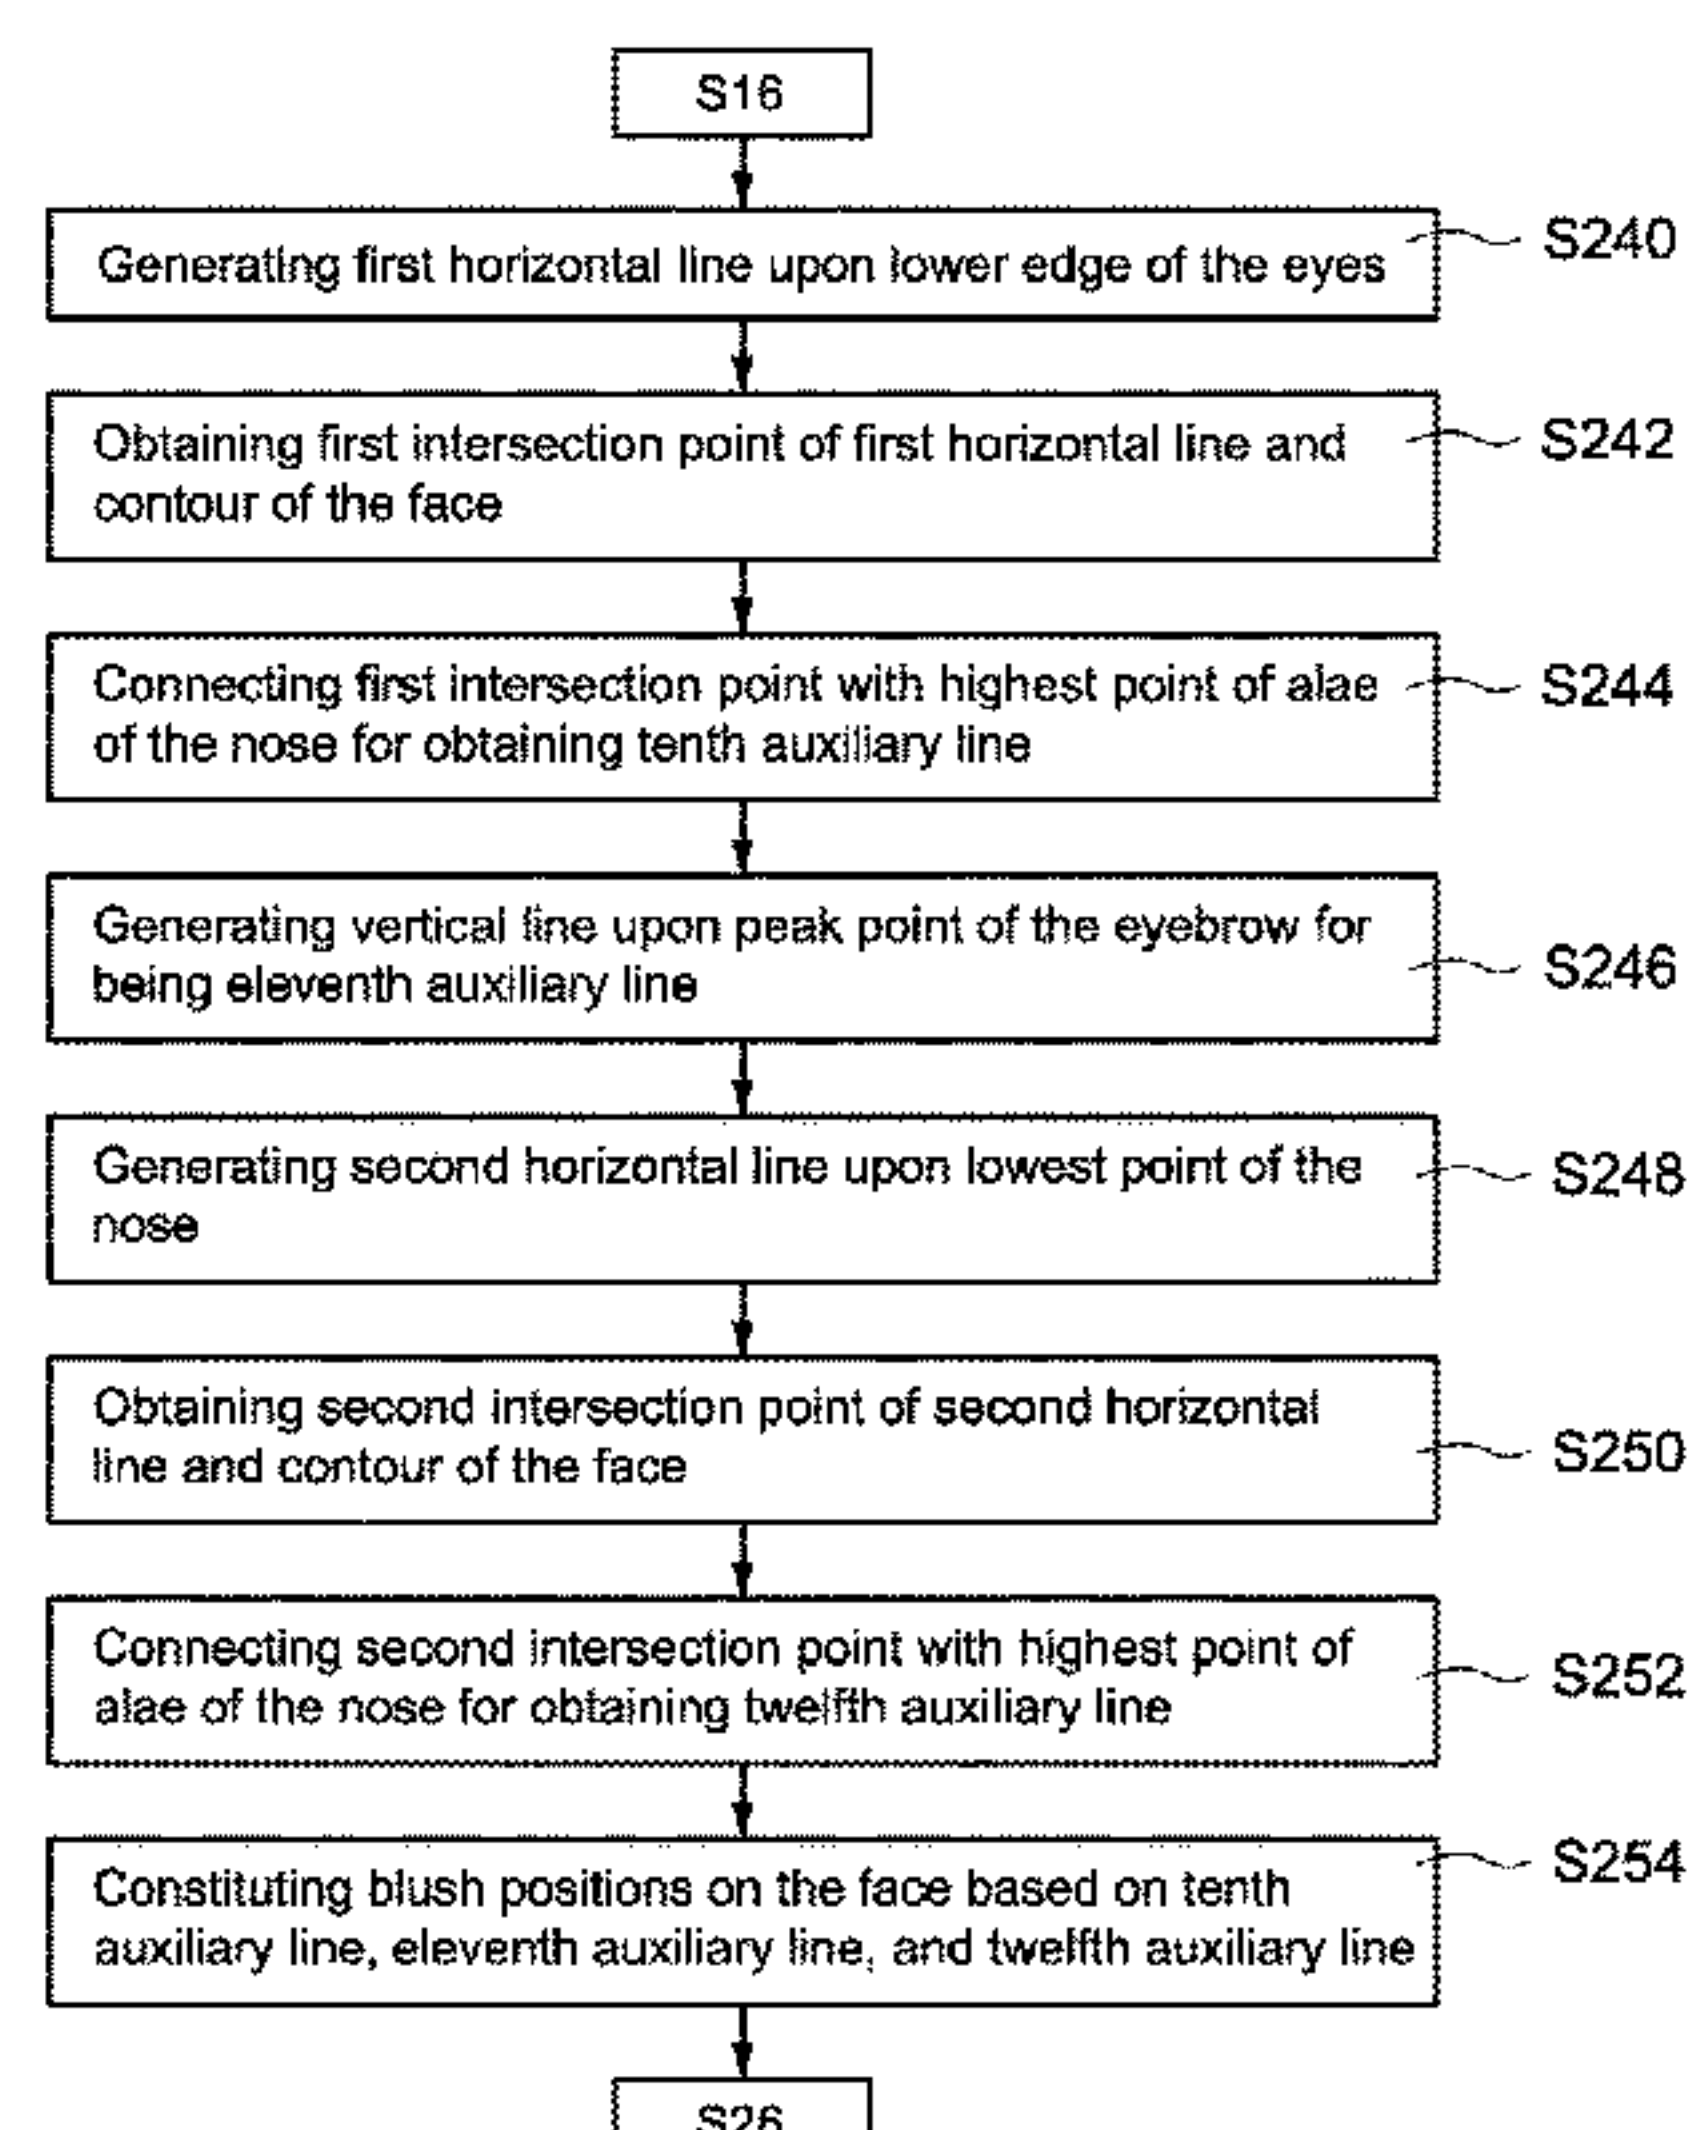 S16
Generating first horizontal line upon lower edge of the eyes
S240
Obtaining first intersection point of first horizontal line and
contour of the face
S242
Connecting first intersection point with highest point of alae
of the nose for obtaining tenth auxiliary line
S244
Generating vertical line upon peak point of the eyebrow for
being eleventh auxiliary line
S246
Generating second horizontal line upon lowest point of the
nose
S248
Obtaining second intersection point of second horizontal
line and contour of the face
S250
Connecting second intersection point with highest point of
alae of the nose for obtaining twelfth auxiliary line
S252
Constituting blush positions on the face based on tenth
auxiliary line, eleventh auxiliary line, and twelfth auxiliary line
S254
S26